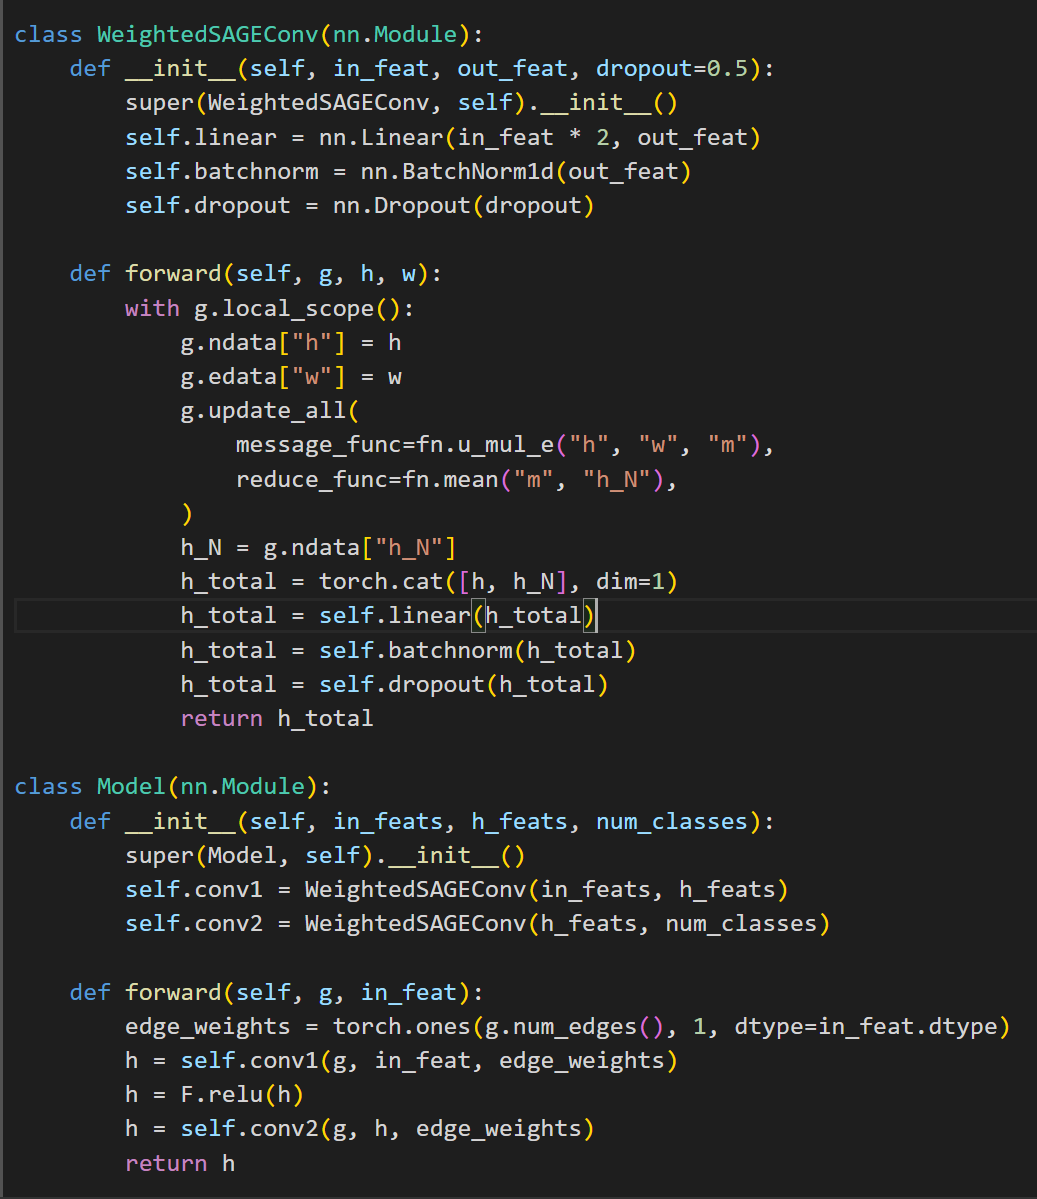 class WeightedSAGEConv(nn.Module):
    def __init__(self, in_feat, out_feat, dropout=0.5):
        super(WeightedSAGEConv, self).__init__()
        self.linear = nn.Linear(in_feat * 2, out_feat)
        self.batchnorm = nn.BatchNorm1d(out_feat)
        self.dropout = nn.Dropout(dropout)

    def forward(self, g, h, w):
        with g.local_scope():
            g.ndata["h"] = h
            g.edata["w"] = w
            g.update_all(
                message_func=fn.u_mul_e("h", "w", "m"),
                reduce_func=fn.mean("m", "h_N"),
            )
            h_N = g.ndata["h_N"]
            h_total = torch.cat([h, h_N], dim=1)
            h_total = self.linear(h_total)
            h_total = self.batchnorm(h_total)
            h_total = self.dropout(h_total)
            return h_total

class Model(nn.Module):
    def __init__(self, in_feats, h_feats, num_classes):
        super(Model, self).__init__()
        self.conv1 = WeightedSAGEConv(in_feats, h_feats)
        self.conv2 = WeightedSAGEConv(h_feats, num_classes)

    def forward(self, g, in_feat):
        edge_weights = torch.ones(g.num_edges(), 1, dtype=in_feat.dtype)
        h = self.conv1(g, in_feat, edge_weights)
        h = F.relu(h)
        h = self.conv2(g, h, edge_weights)
        return h